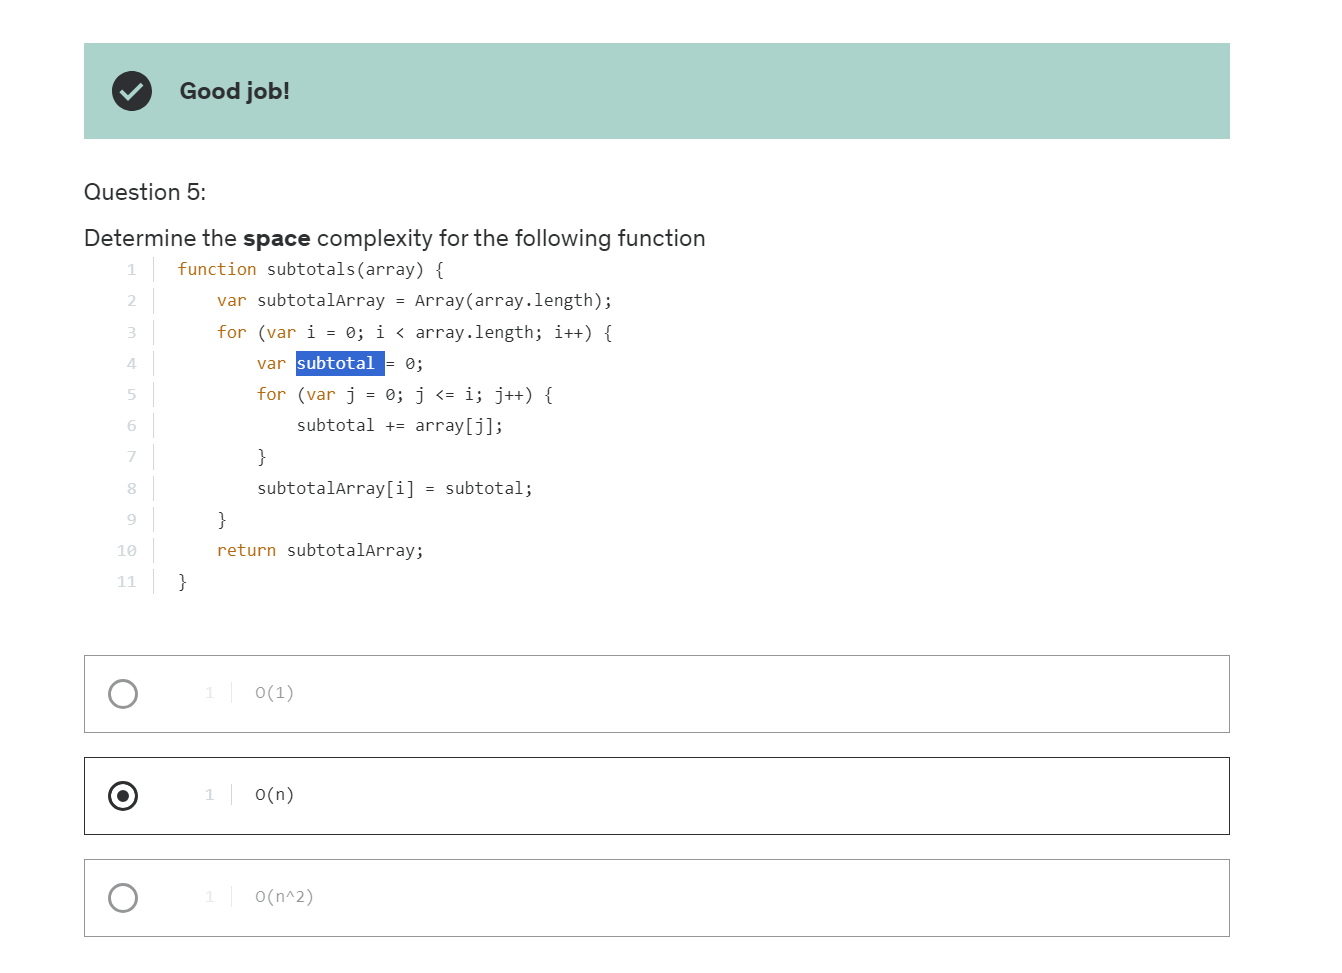 Good job!
Question 5:
Determine the space complexity for the following function
1 function subtotals(array) {
2 var subtotalArray = Array(array.length);
3 for (var i = 0; i < array.length; i++) {
4 var subtotal = 0;
5 for (var j = 0; j <= i; j++) {
6 subtotal += array[j];
7 }
8 subtotalArray[i] = subtotal;
9 }
10 return subtotalArray;
11 }
1 O(1)
1 O(n)
1 O(n^2)